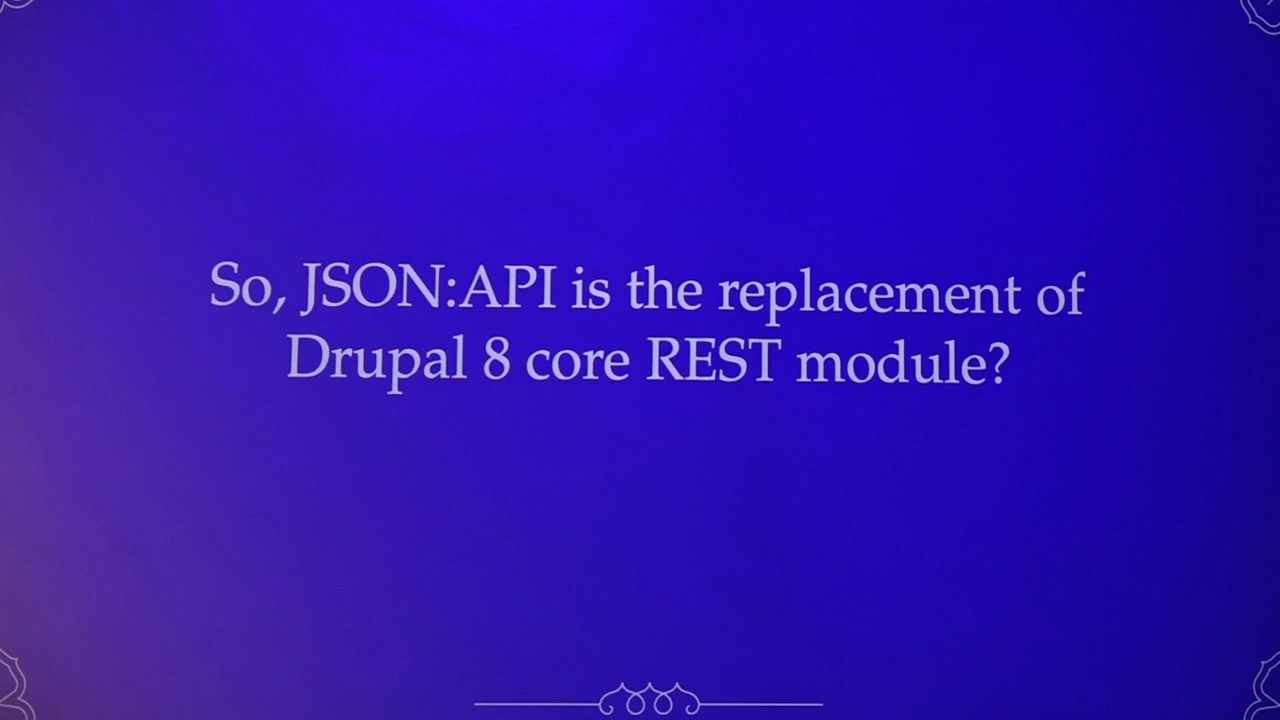 So, JSON:API is the replacement of
Drupal 8 core REST module?